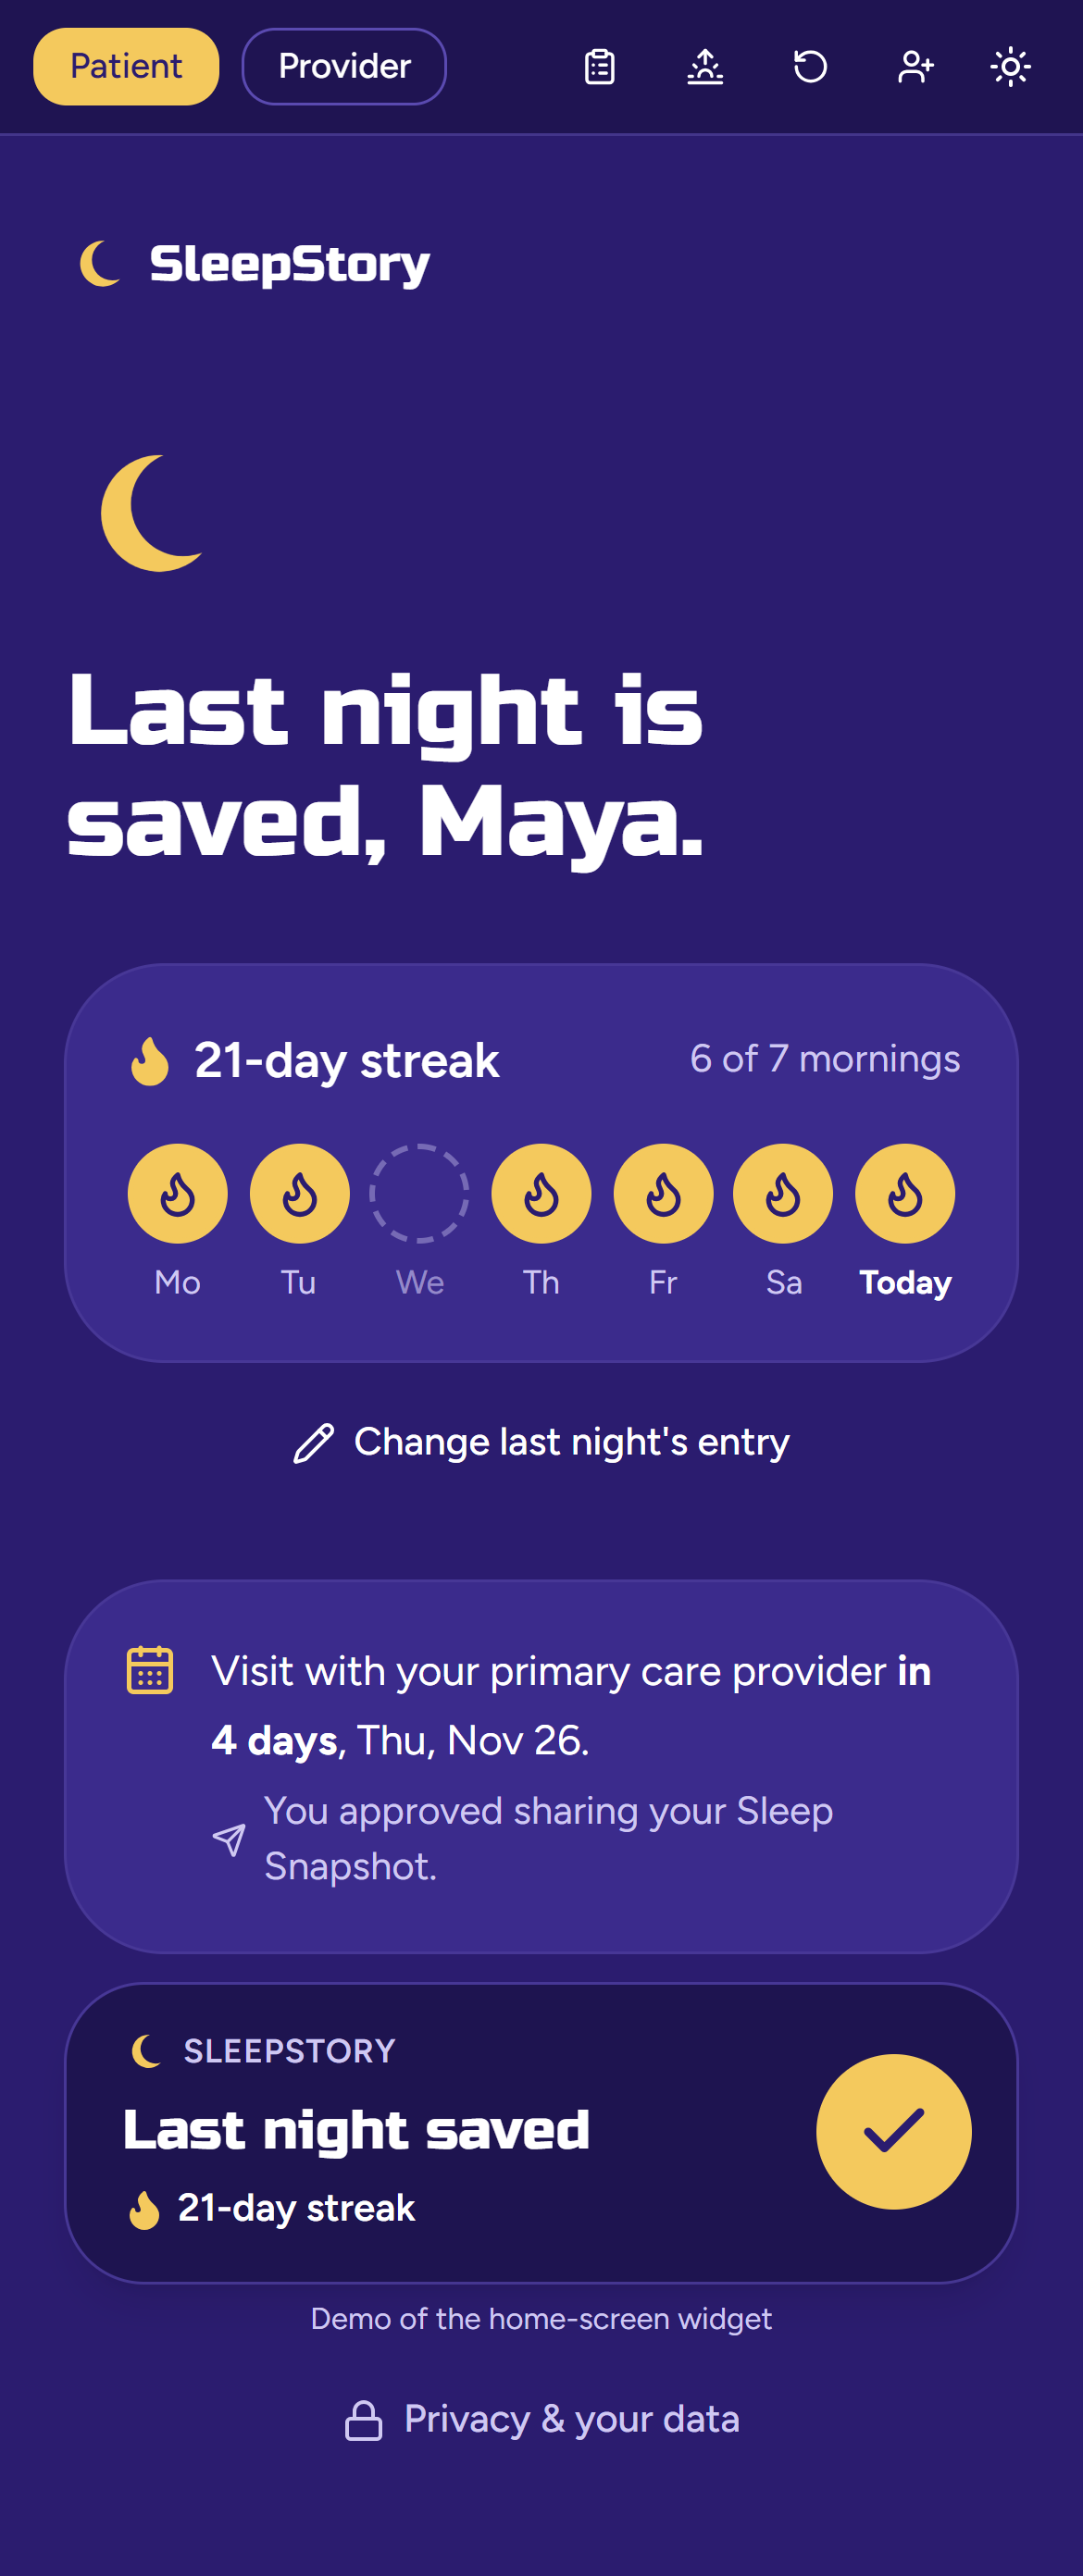 Patient
Provider
SleepStory
Last night is
saved, Maya.
21-day streak
6 of 7 mornings
Mo
Tu
We
Th
Fr
Sa
Today
Change last night's entry
Visit with your primary care provider in
4 days, Thu, Nov 26.
You approved sharing your Sleep
Snapshot.
SLEEPSTORY
Last night saved
21-day streak
Demo of the home-screen widget
Privacy & your data